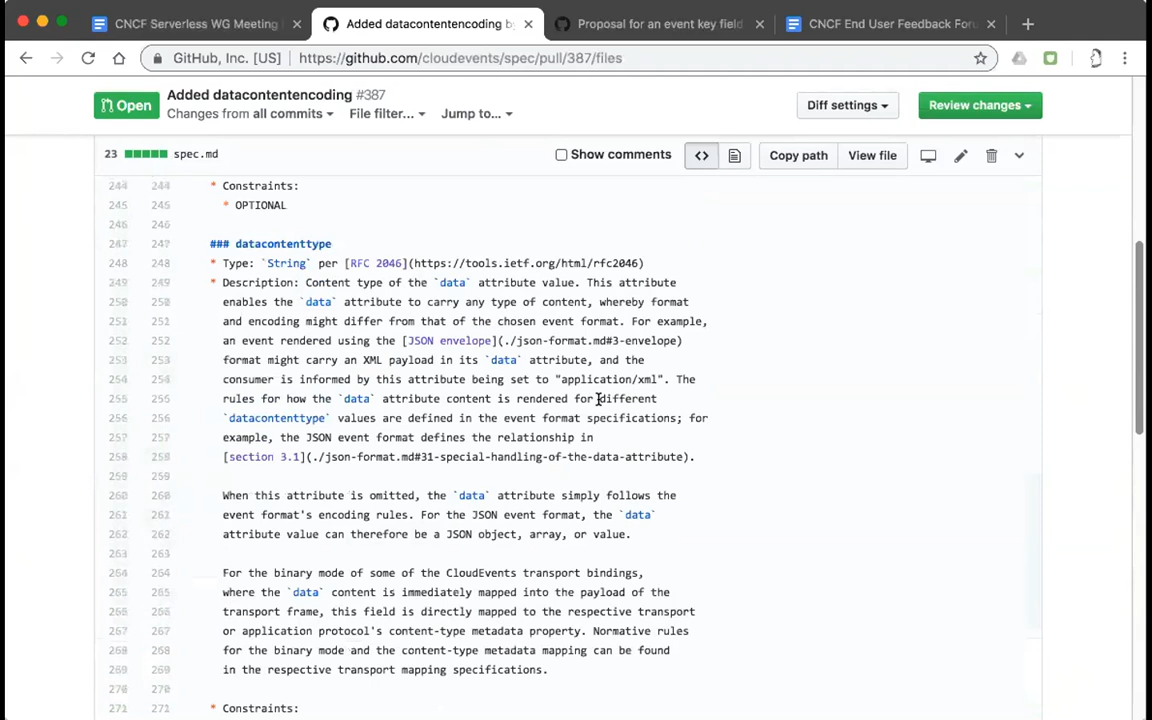 CNCF Serverless WG Meeting
Added datacontentencoding by
Proposal for an event key field
CNCF End User Feedback Foru
GitHub, Inc. [US]
https://github.com/cloudevents/spec/pull/387/files
Open
Added datacontentencoding #387
Changes from all commits
File filter...
Jump to...
Diff settings
Review changes
23
spec.md
Show comments
Copy path
View file
244 244 * Constraints:
245 245 * OPTIONAL
246 246
247 247 ### datacontenttype
248 248 * Type: `String` per [RFC 2046](https://tools.ietf.org/html/rfc2046)
249 249 * Description: Content type of the `data` attribute value. This attribute
250 250 enables the `data` attribute to carry any type of content, whereby format
251 251 and encoding might differ from that of the chosen event format. For example,
252 252 an event rendered using the [JSON envelope](./json-format.md#3-envelope)
253 253 format might carry an XML payload in its `data` attribute, and the
254 254 consumer is informed by this attribute being set to "application/xml". The
255 255 rules for how the `data` attribute content is rendered for different
256 256 `datacontenttype` values are defined in the event format specifications; for
257 257 example, the JSON event format defines the relationship in
258 258 [section 3.1](./json-format.md#31-special-handling-of-the-data-attribute).
259 259
260 260 When this attribute is omitted, the `data` attribute simply follows the
261 261 event format's encoding rules. For the JSON event format, the `data`
262 262 attribute value can therefore be a JSON object, array, or value.
263 263
264 264 For the binary mode of some of the CloudEvents transport bindings,
265 265 where the `data` content is immediately mapped into the payload of the
266 266 transport frame, this field is directly mapped to the respective transport
267 267 or application protocol's content-type metadata property. Normative rules
268 268 for the binary mode and the content-type metadata mapping can be found
269 269 in the respective transport mapping specifications.
270 270
271 271 * Constraints: